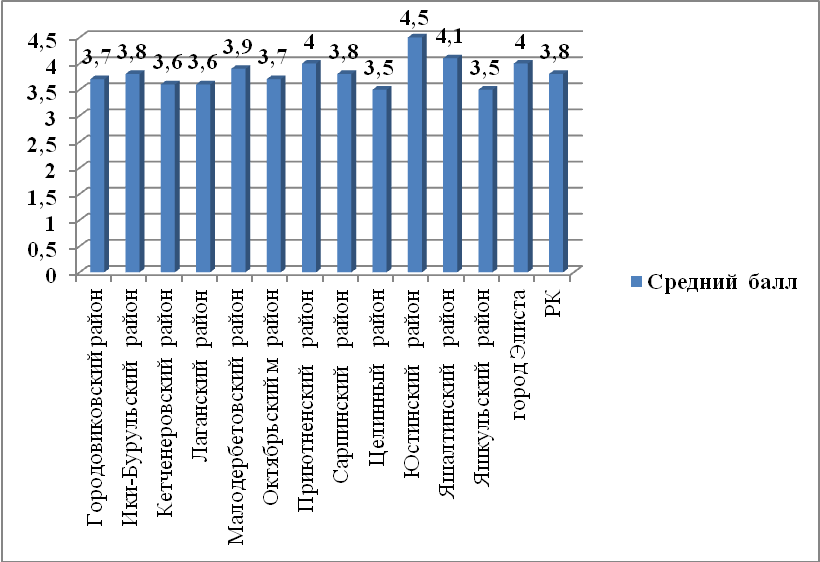 4,5
4
3,5
3
2,5
2
1,5
1
0,5
0
3,7
3,8
3,6
3,6
3,9
3,7
4
3,8
3,5
4,5
4,1
3,5
4
3,8
Городовиковский район
Ики-Бурульский район
Кетченеровский район
Лаганский район
Малодербетовский район
Октябрьский м район
Приютненский район
Сарпинский район
Целинный район
Юстинский район
Яшалтинский район
Яшкульский район
город Элиста
РК
Средний балл